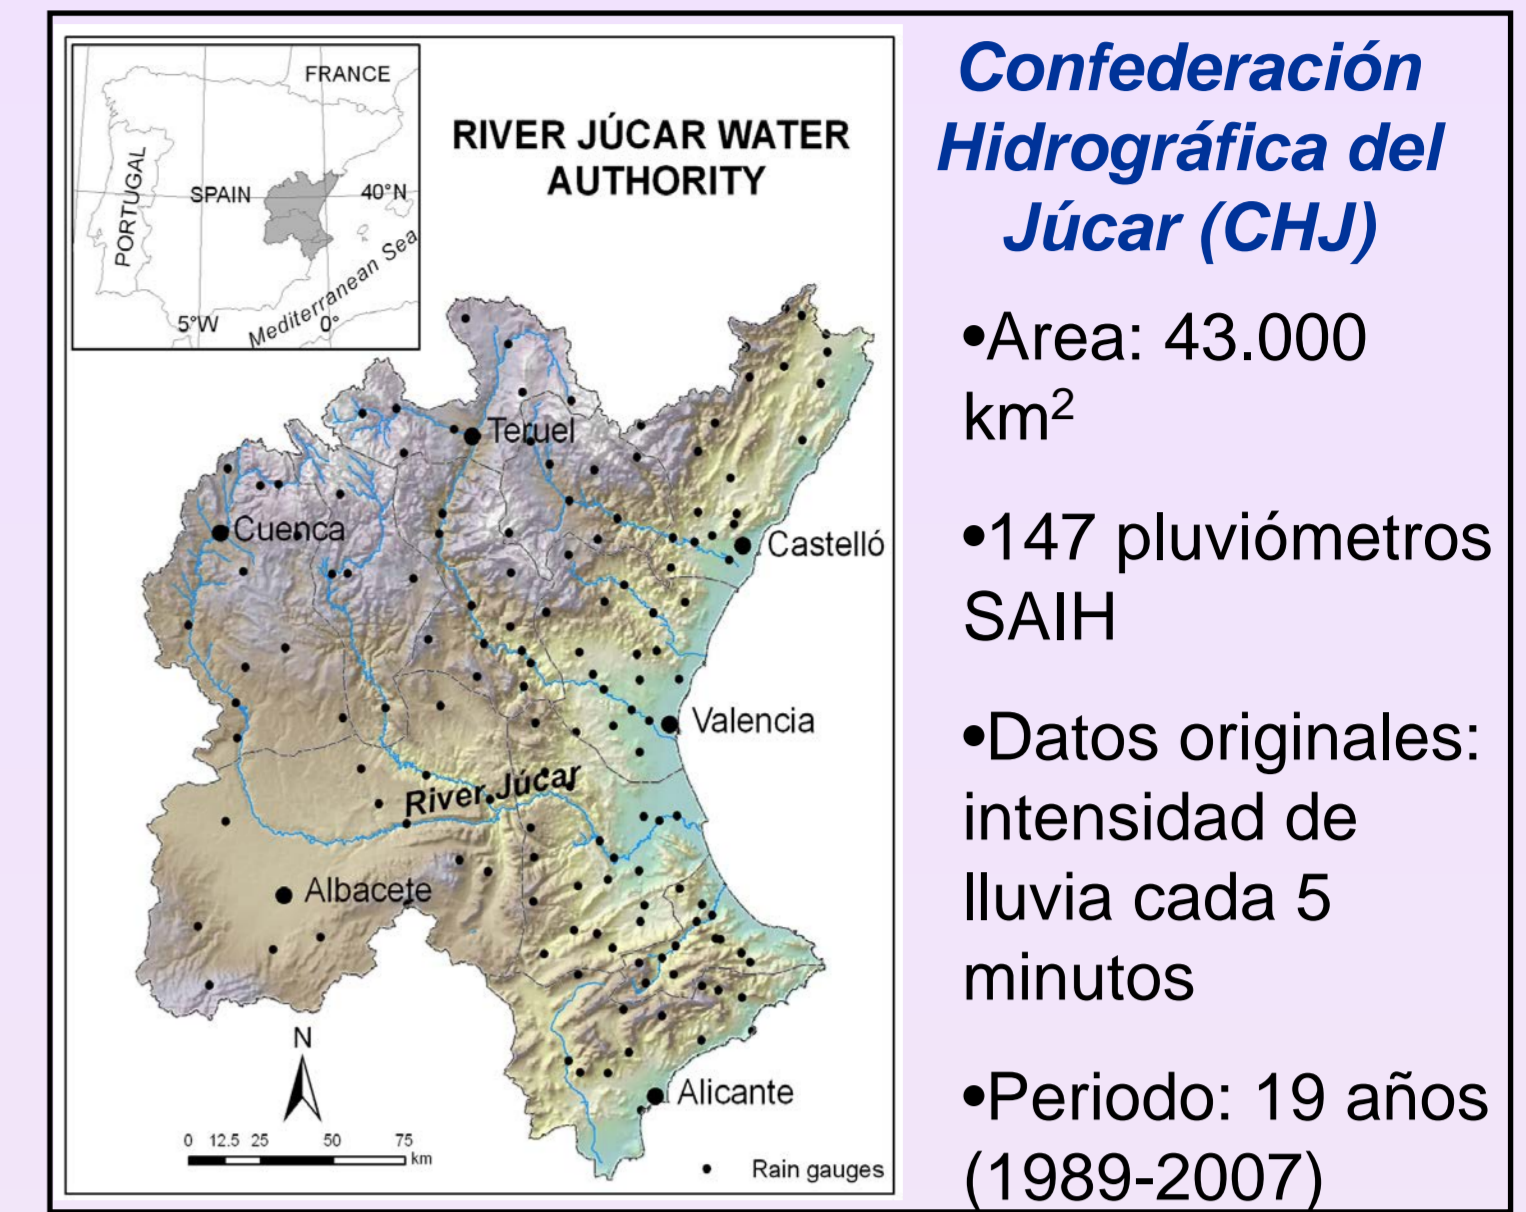 FRANCE
PORTUGAL
SPAIN
40°N
Mediterranean Sea
5°W
0°
RIVER JÚCAR WATER
AUTHORITY
Teruel
Cuenca
Castelló
Valencia
River Júcar
Albacete
Alicante
N
0 12.5 25 50 75
km
Rain gauges
Confederación
Hidrográfica del
Júcar (CHJ)
•Area: 43.000
km²
•147 pluviómetros
SAIH
•Datos originales:
intensidad de
lluvia cada 5
minutos
•Periodo: 19 años
(1989-2007)